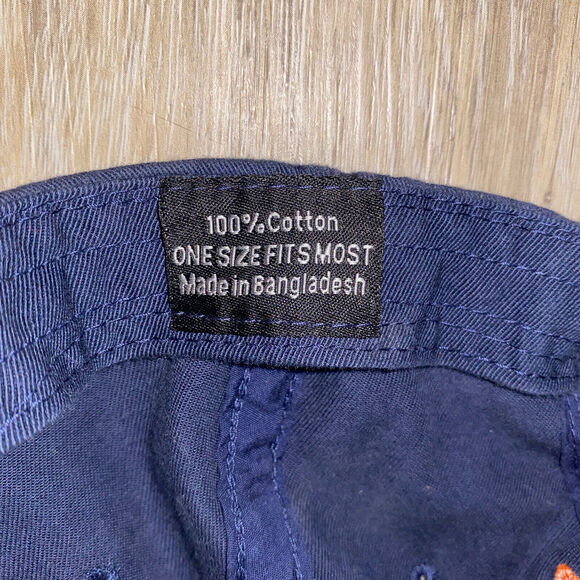 100% Cotton
ONE SIZE FITS MOST
Made in Bangladesh